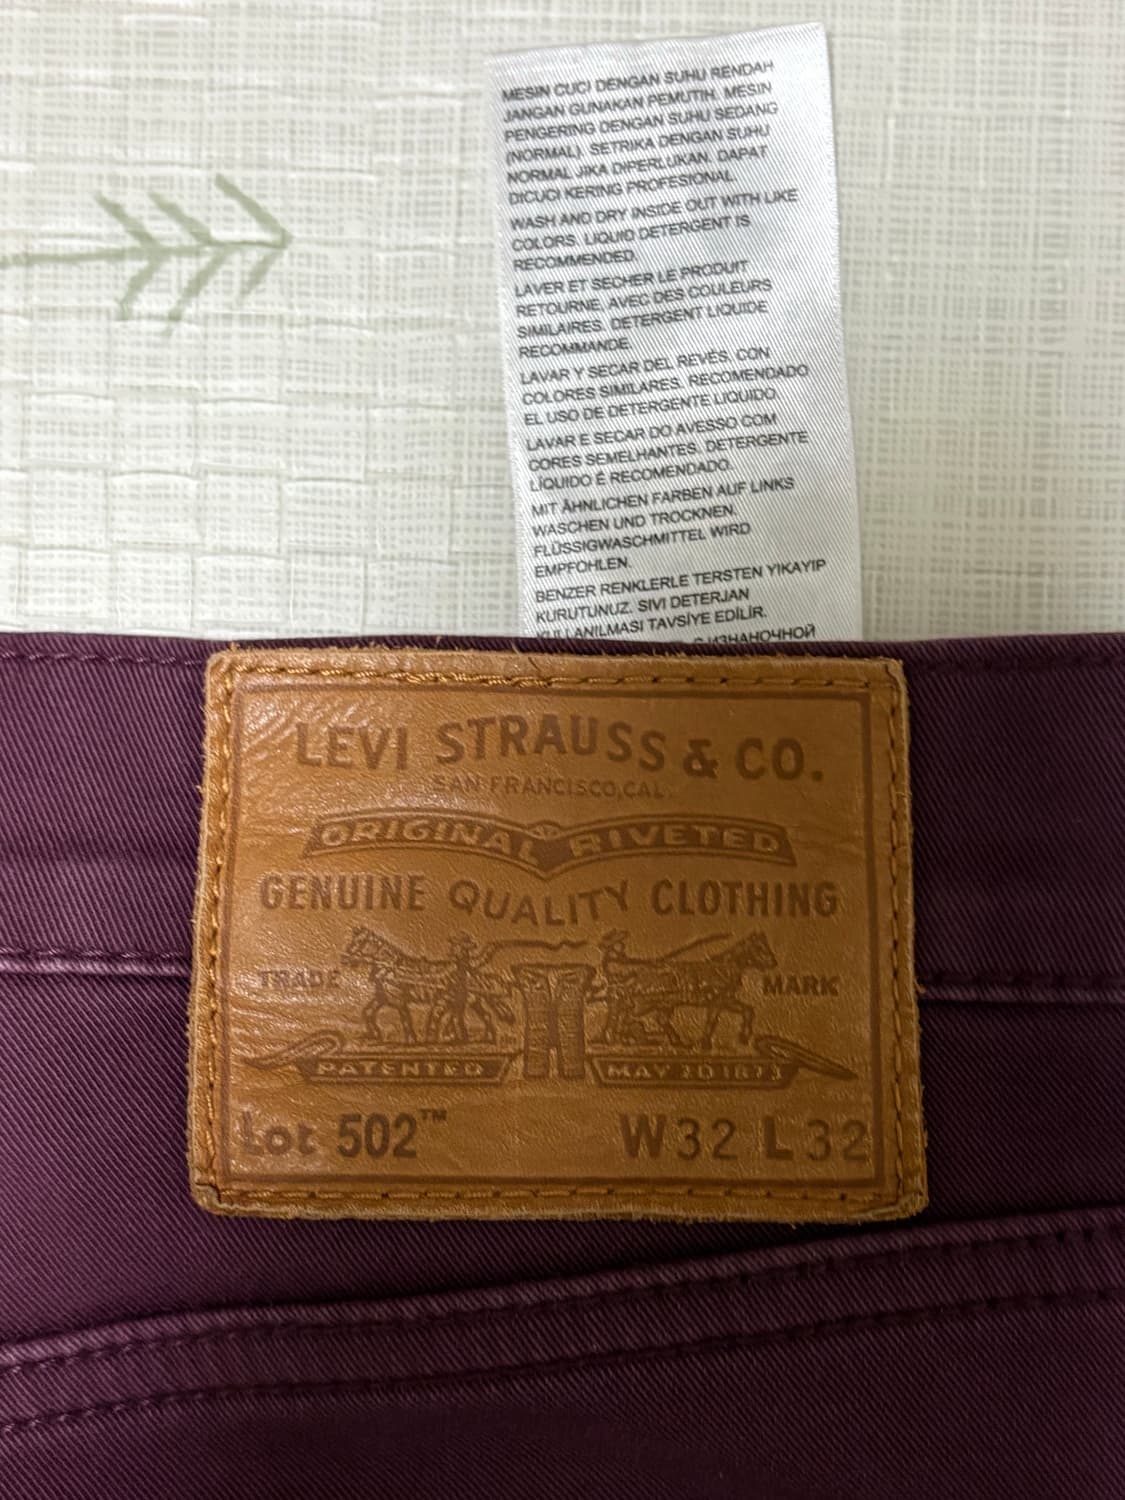 MESIN CUCI DENGAN SUHU RENDAH
JANGAN GUNAKAN PEMUTIH. MESIN
PENGERING DENGAN SUHU SEDANG
(NORMAL). SETRIKA DENGAN SUHU
NORMAL JIKA DIPERLUKAN. DAPAT
DICUCI KERING PROFESIONAL
WASH AND DRY INSIDE OUT WITH LIKE
COLORS. LIQUID DETERGENT IS
RECOMMENDED.
LAVER ET SECHER LE PRODUIT
RETOURNE, AVEC DES COULEURS
SIMILAIRES. DETERGENT LIQUIDE
RECOMMANDE.
LAVAR Y SECAR DEL REVÉS, CON
COLORES SIMILARES. RECOMENDADO
EL USO DE DETERGENTE LIQUIDO.
LAVAR E SECAR DO AVESSO COM
CORES SEMELHANTES. DETERGENTE
LÍQUIDO É RECOMENDADO.
MIT ÄHNLICHEN FARBEN AUF LINKS
WASCHEN UND TROCKNEN.
FLÜSSIGWASCHMITTEL WIRD
EMPFOHLEN.
BENZER RENKLERLE TERSTEN YIKAYIP
KURUTUNUZ. SIVI DETERJAN
KULLANILMASI TAVSİYE EDİLİR.
С ИЗНАНОЧНОЙ
LEVI STRAUSS & CO.
SAN FRANCISCO, CAL.
ORIGINAL RIVETED
GENUINE QUALITY CLOTHING
TRADE MARK
PATENTED MAY 20 1873
Lot 502™ W32 L32